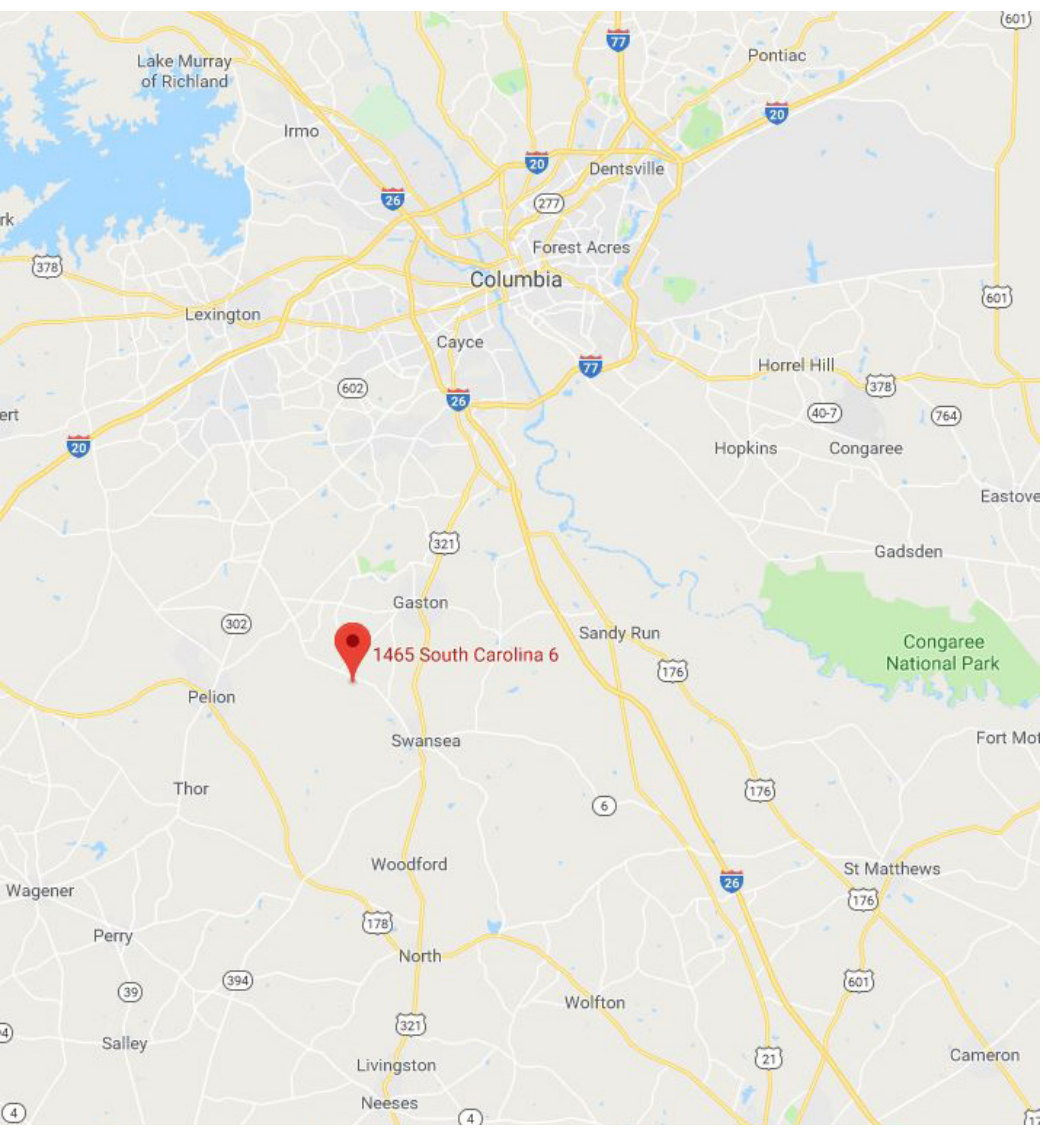 601
77
Lake Murray
of Richland
Pontiac
20
Irmo
20
Dentsville
26
277
rk
Forest Acres
378
Columbia
601
Lexington
Cayce
77
Horrel Hill
602
378
26
ert
40-7
764
20
Hopkins
Congaree
Eastove
321
Gadsden
Gaston
302
Sandy Run
Congaree
National Park
1465 South Carolina 6
176
Pelion
Swansea
Fort Mot
Thor
176
6
Woodford
St Matthews
26
Wagener
176
178
Perry
North
394
601
39
Wolfton
321
Salley
21
Cameron
Livingston
Neeses
4
4